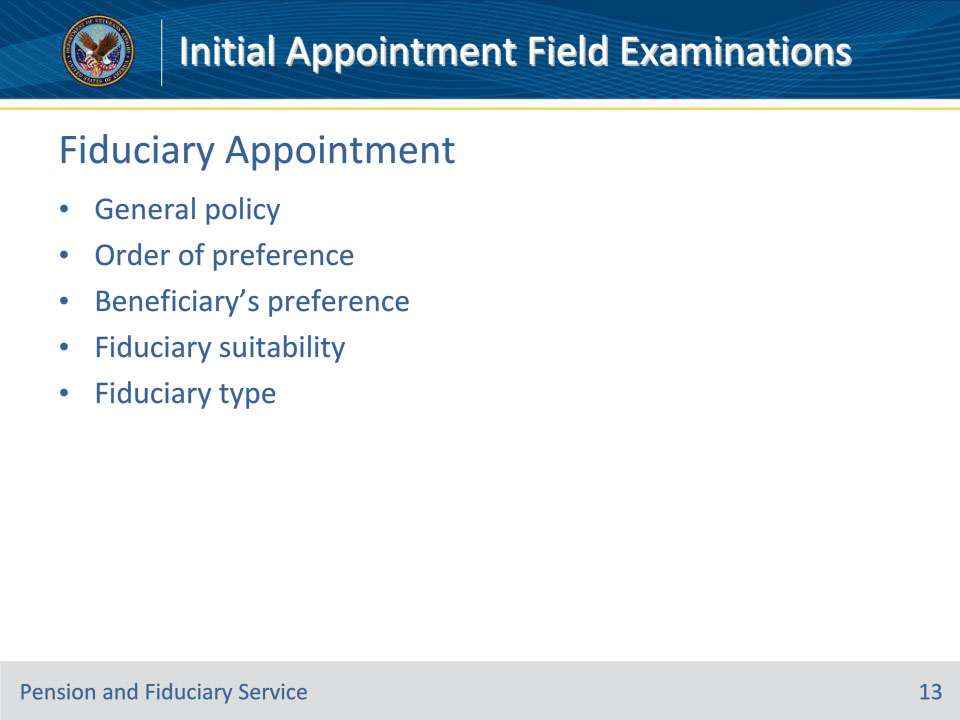 Initial Appointment Field Examinations
Fiduciary Appointment
• General policy
• Order of preference
• Beneficiary’s preference
• Fiduciary suitability
• Fiduciary type
Pension and Fiduciary Service
13